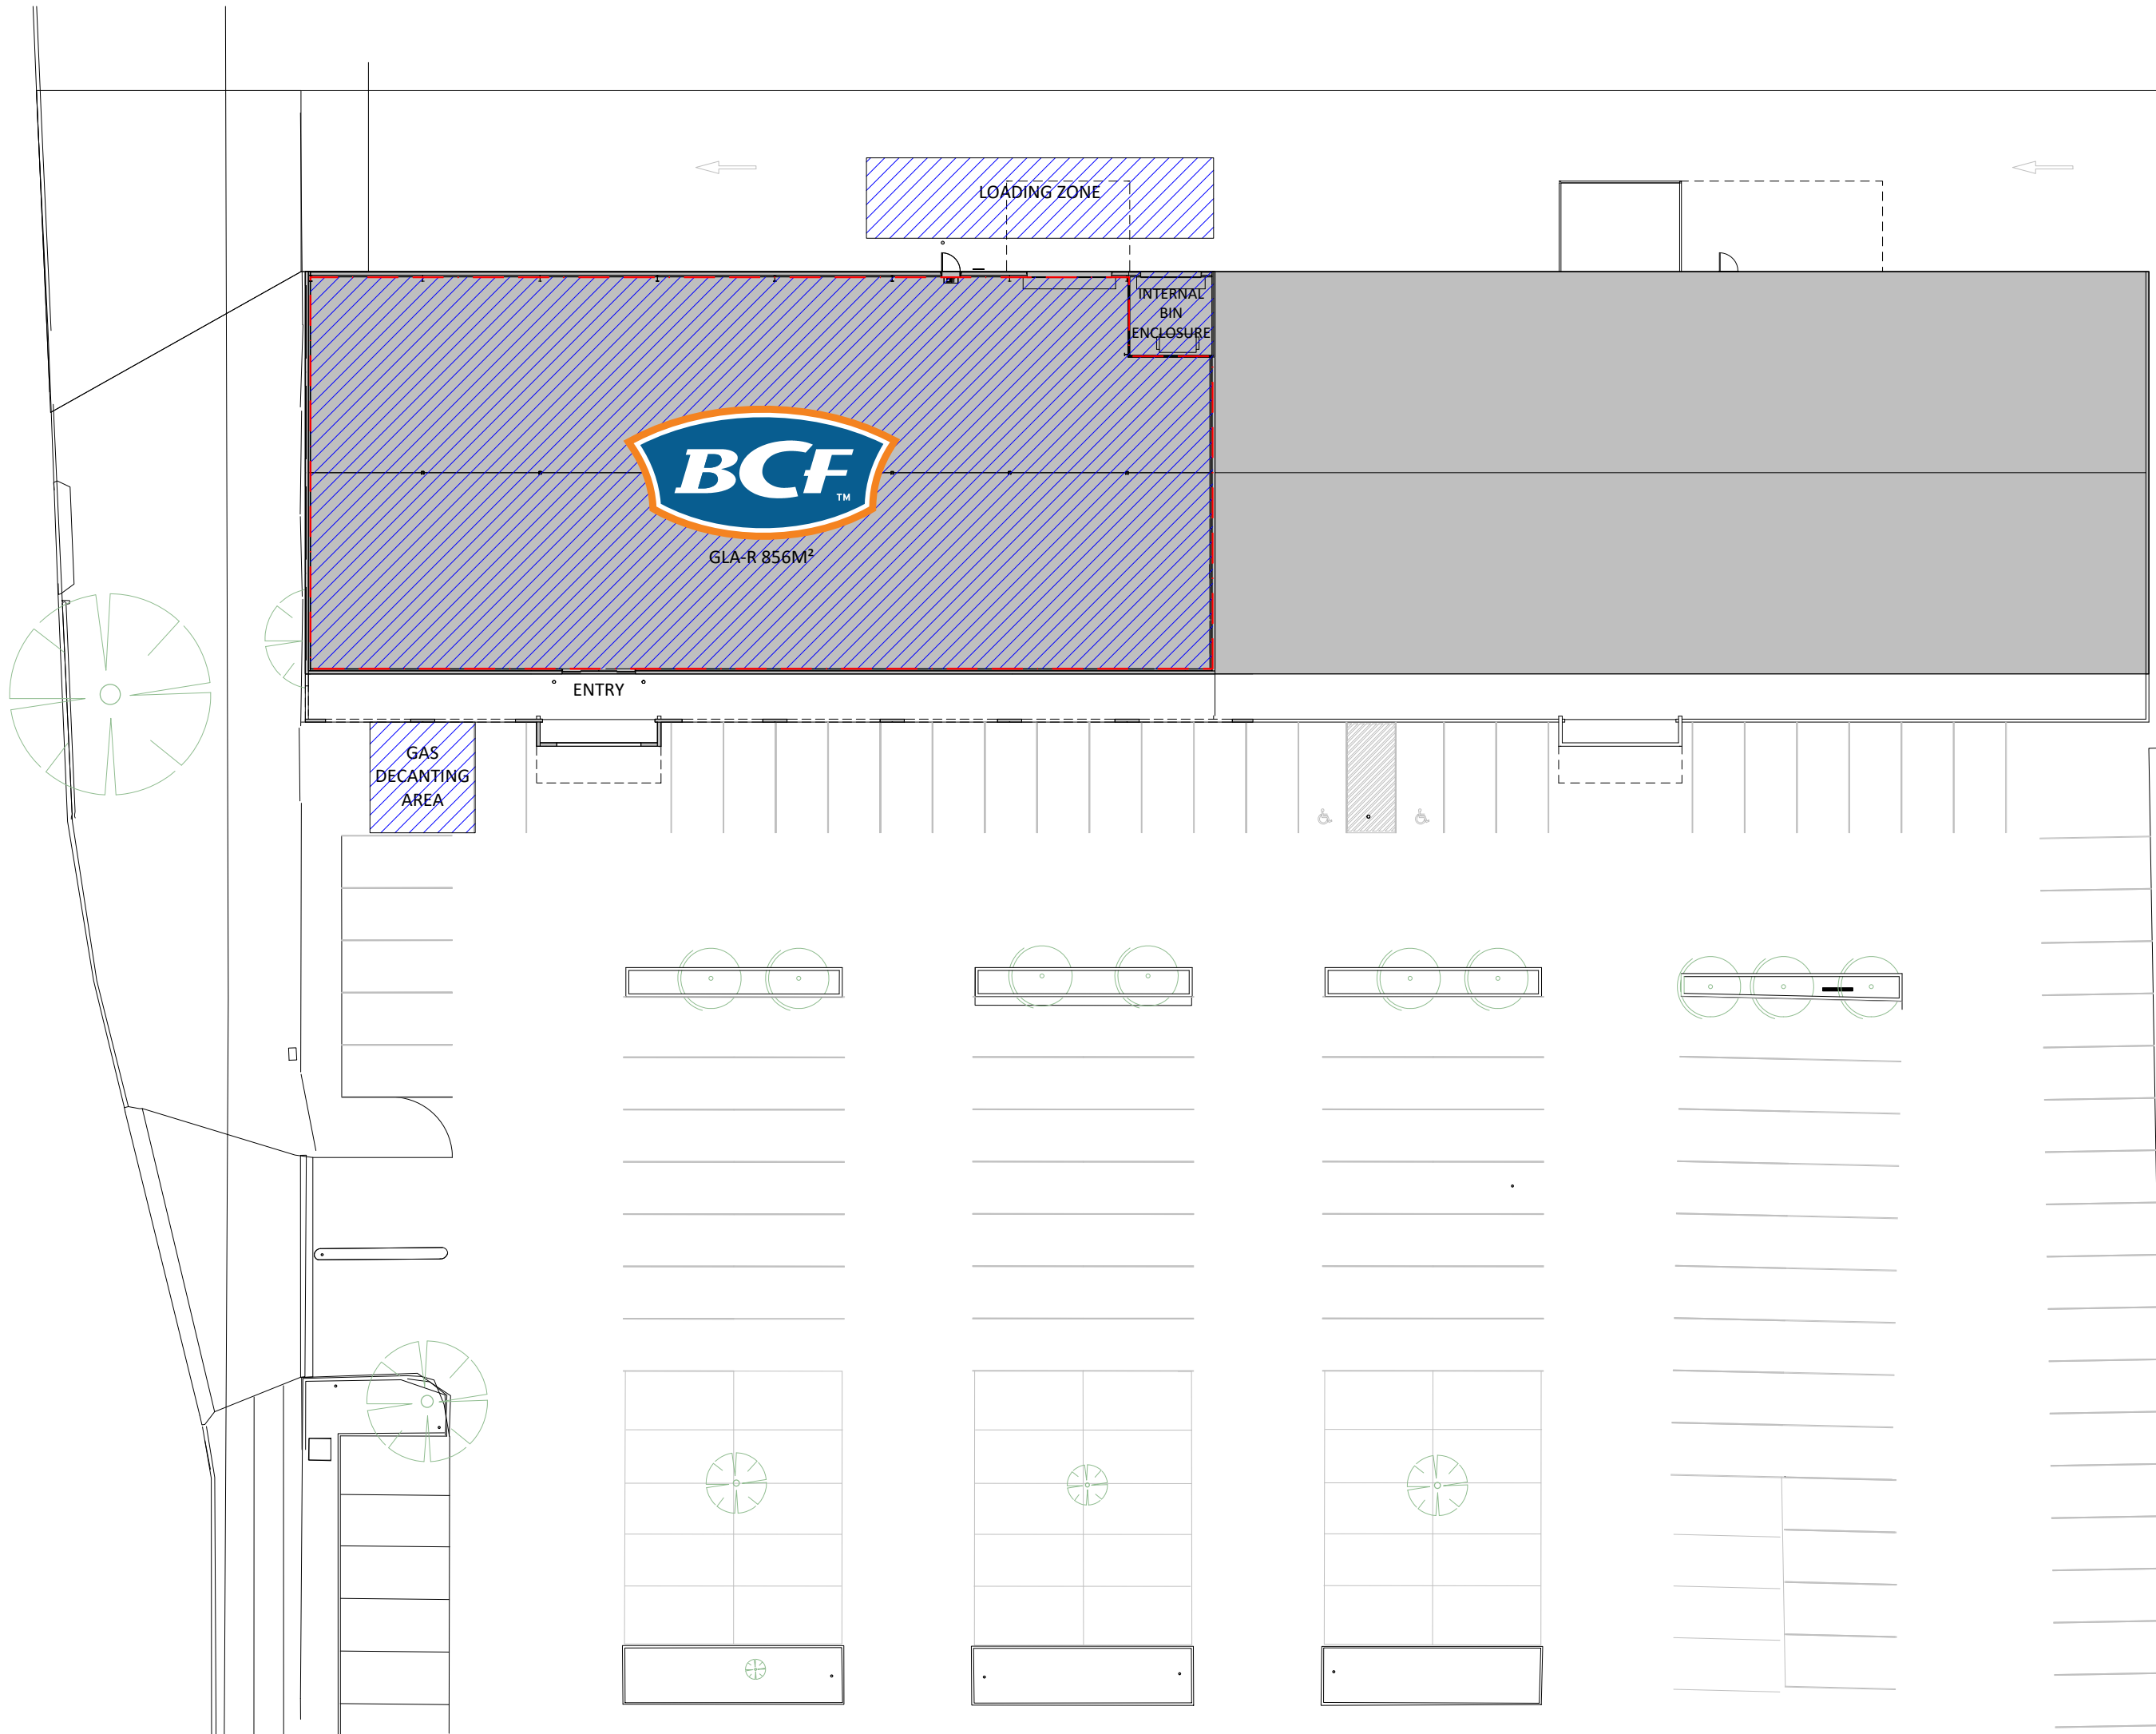 LOADING ZONE
INTERNAL
BIN
ENCLOSURE
BCF
TM
GLA-R 856M²
ENTRY
GAS
DECANTING
AREA